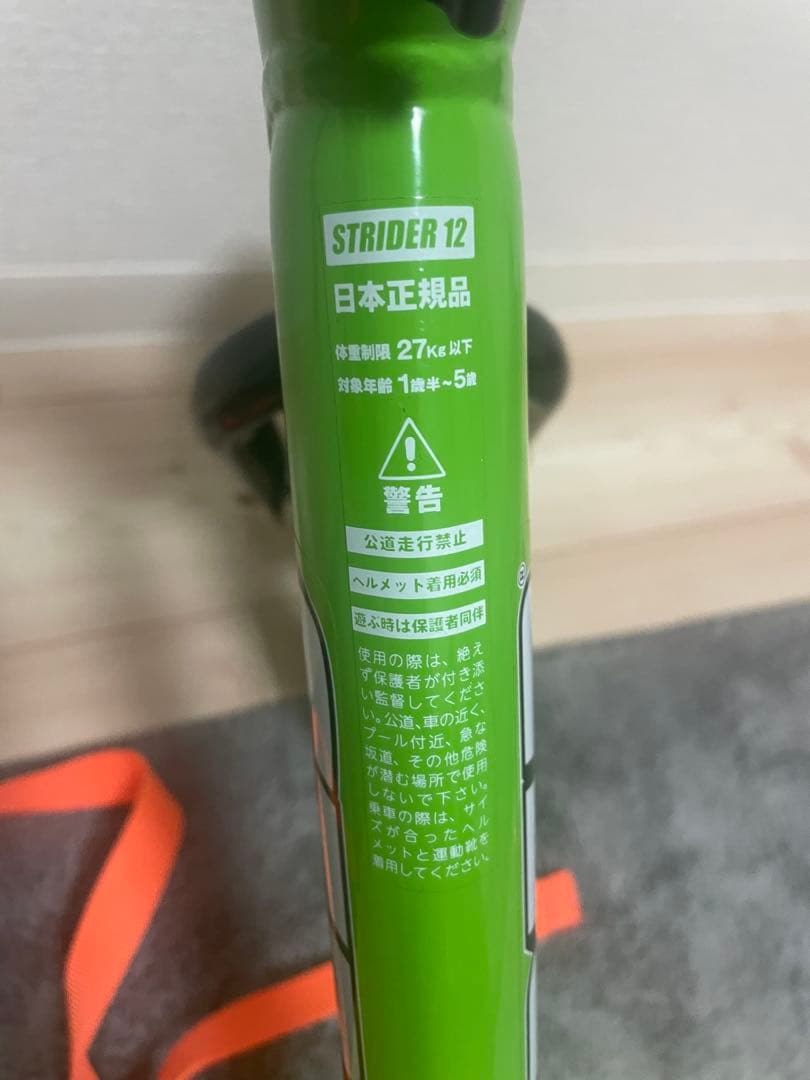 STRIDER 12
日本正規品
体重制限 27Kg 以下
対象年齢 1歳半~5歳
警告
公道走行禁止
ヘルメット着用必須
遊ぶ時は保護者同伴
使用の際は、絶え
ず保護者が付き添
い監督してくださ
い。公道、車の近く、
プール付近、急な
坂道、その他危険
が潜む場所で使用
しないで下さい。
乗車の際は、サイ
ズが合ったヘル
メットと運動靴を
着用してください。